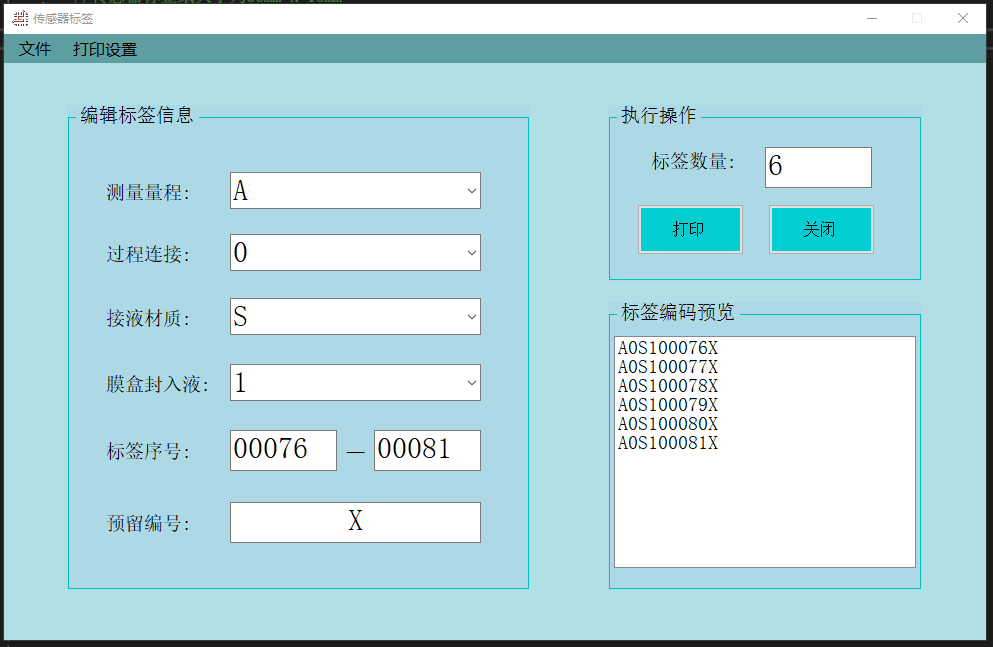 传感器标签
文件 打印设置
编辑标签信息
测量量程: A
过程连接: 0
接液材质: S
膜盒封入液: 1
标签序号: 00076 — 00081
预留编号: X
执行操作
标签数量: 6
打印 关闭
标签编码预览
A0S100076X
A0S100077X
A0S100078X
A0S100079X
A0S100080X
A0S100081X